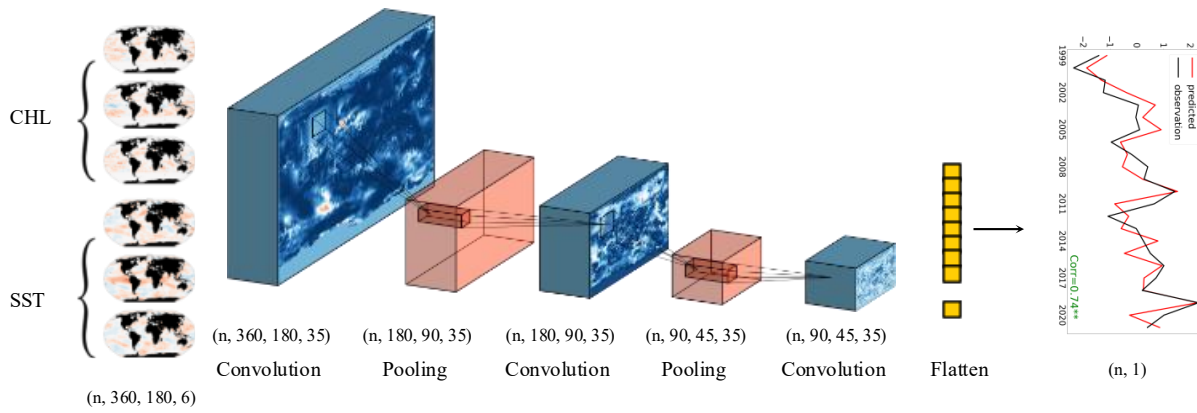 CHL
SST
(n, 360, 180, 6)
(n, 360, 180, 35)
Convolution
(n, 180, 90, 35)
Pooling
(n, 180, 90, 35)
Convolution
(n, 90, 45, 35)
Pooling
(n, 90, 45, 35)
Convolution
Flatten
−2 −1 0 1 2
1999
2002
2005
2008
2011
2014
2017
2020
predicted
observation
Corr=0.74**
(n, 1)